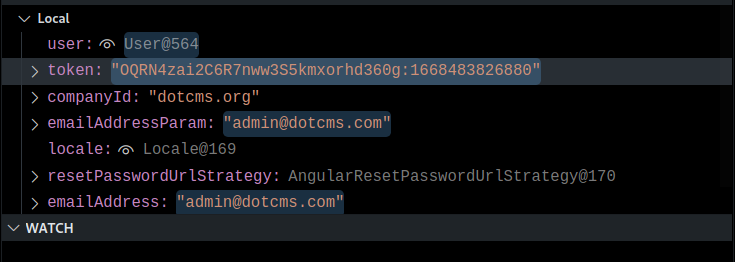 Local
user: User@564
token: "OQRN4zai2C6R7nww3S5kmxorhd360g:1668483826880"
companyId: "dotcms.org"
emailAddressParam: "admin@dotcms.com"
locale: Locale@169
resetPasswordUrlStrategy: AngularResetPasswordUrlStrategy@170
emailAddress: "admin@dotcms.com"
WATCH